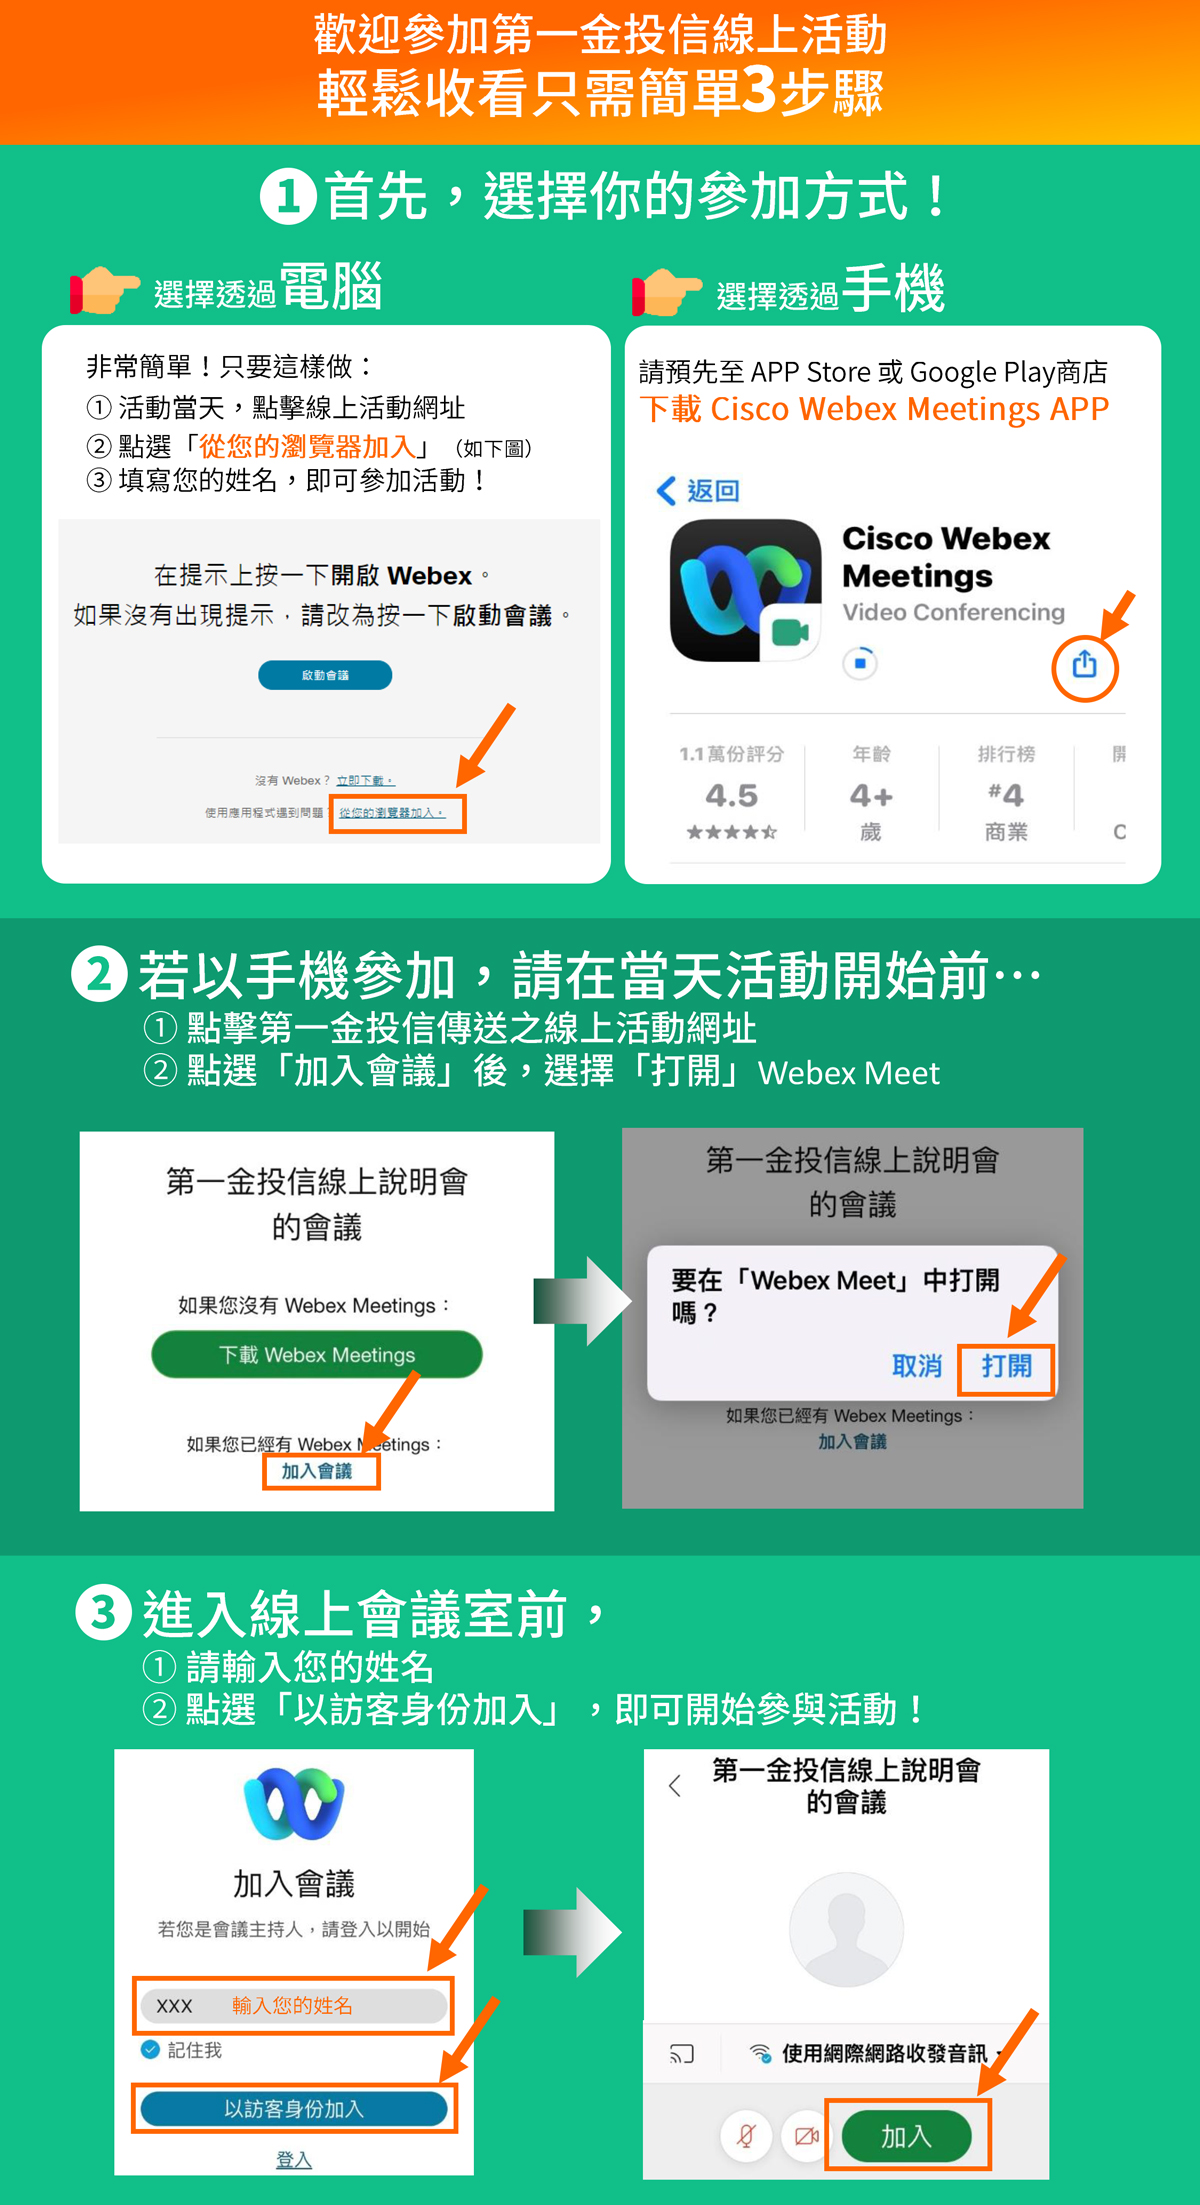 歡迎參加第一金投信線上活動
輕鬆收看只需簡單3步驟
1 首先，選擇你的參加方式！
選擇透過電腦
非常簡單！只要這樣做：
① 活動當天，點擊線上活動網址
② 點選「從您的瀏覽器加入」（如下圖）
③ 填寫您的姓名，即可參加活動！
在提示上按一下開啟 Webex。
如果沒有出現提示，請改為按一下啟動會議。
啟動會議
沒有 Webex？ 立即下載。
使用應用程式遇到問題？ 從您的瀏覽器加入。
選擇透過手機
請預先至 APP Store 或 Google Play商店
下載 Cisco Webex Meetings APP
返回
Cisco Webex
Meetings
Video Conferencing
1.1 萬份評分 年齡 排行榜 開
4.5 4+ #4
★★★★⯪ 歲 商業 C
2 若以手機參加，請在當天活動開始前…
① 點擊第一金投信傳送之線上活動網址
② 點選「加入會議」後，選擇「打開」Webex Meet
第一金投信線上說明會
的會議
如果您沒有 Webex Meetings：
下載 Webex Meetings
如果您已經有 Webex Meetings：
加入會議
第一金投信線上說明會
的會議
要在「Webex Meet」中打開
嗎？
取消 打開
如果您已經有 Webex Meetings：
加入會議
3 進入線上會議室前，
① 請輸入您的姓名
② 點選「以訪客身份加入」，即可開始參與活動！
加入會議
若您是會議主持人，請登入以開始
XXX 輸入您的姓名
記住我
以訪客身份加入
登入
第一金投信線上說明會
的會議
使用網際網路收發音訊
加入